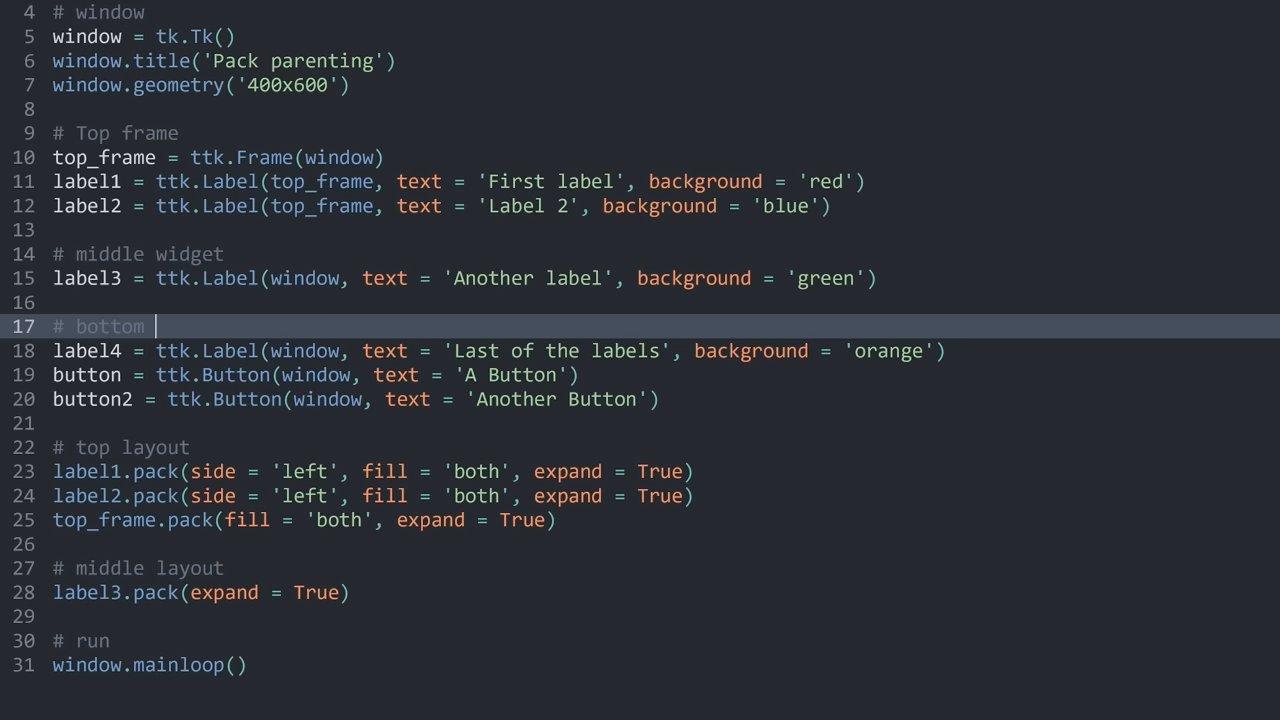 4 # window
5 window = tk.Tk()
6 window.title('Pack parenting')
7 window.geometry('400x600')
8
9 # Top frame
10 top_frame = ttk.Frame(window)
11 label1 = ttk.Label(top_frame, text = 'First label', background = 'red')
12 label2 = ttk.Label(top_frame, text = 'Label 2', background = 'blue')
13
14 # middle widget
15 label3 = ttk.Label(window, text = 'Another label', background = 'green')
16
17 # bottom
18 label4 = ttk.Label(window, text = 'Last of the labels', background = 'orange')
19 button = ttk.Button(window, text = 'A Button')
20 button2 = ttk.Button(window, text = 'Another Button')
21
22 # top layout
23 label1.pack(side = 'left', fill = 'both', expand = True)
24 label2.pack(side = 'left', fill = 'both', expand = True)
25 top_frame.pack(fill = 'both', expand = True)
26
27 # middle layout
28 label3.pack(expand = True)
29
30 # run
31 window.mainloop()